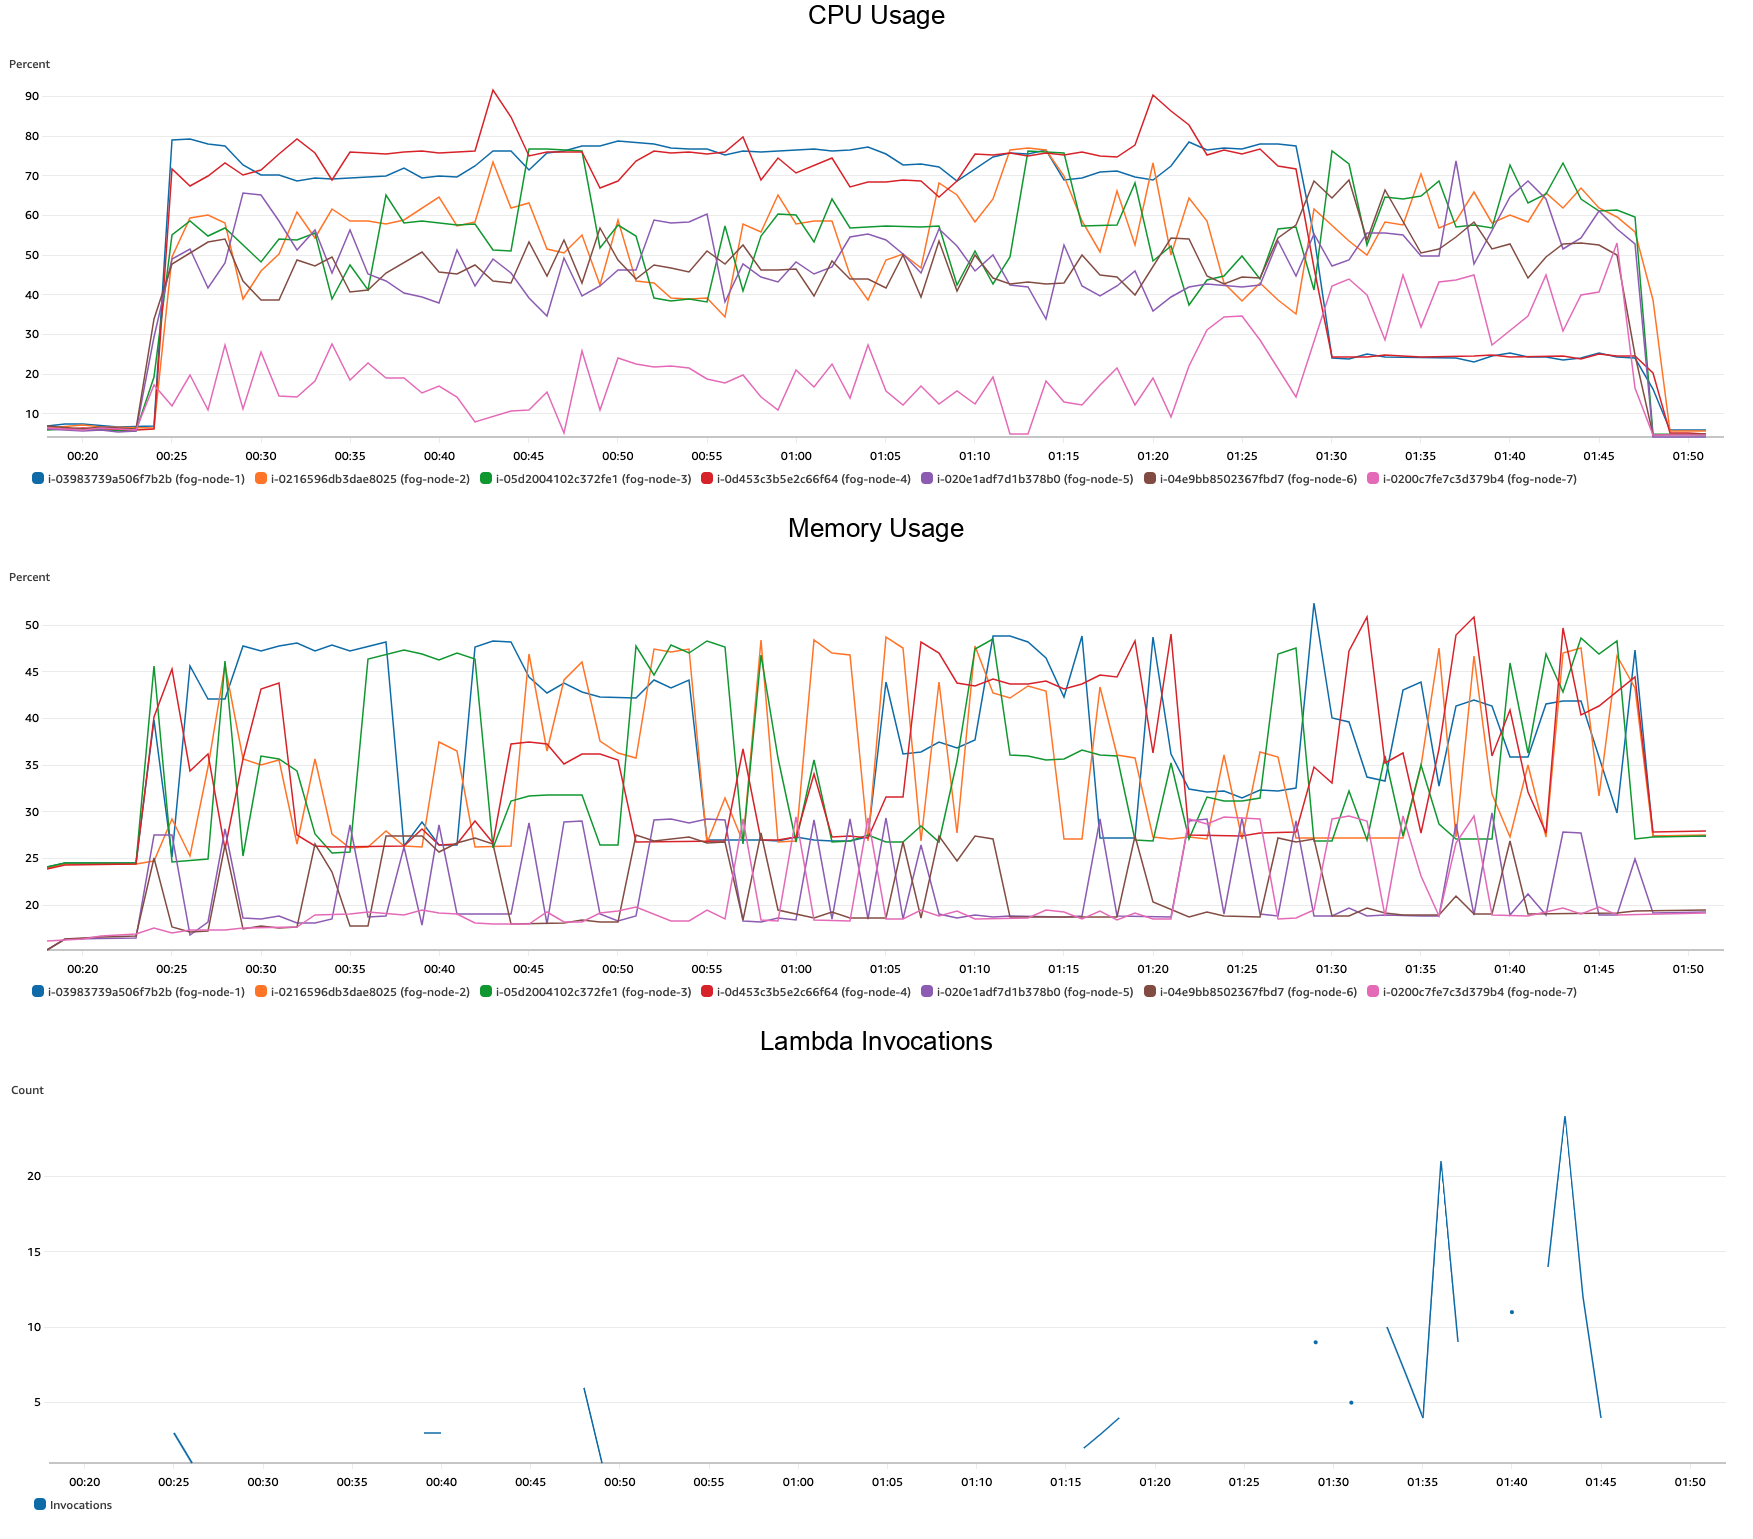 CPU Usage
Percent
90
80
70
60
50
40
30
20
10
00:20 00:25 00:30 00:35 00:40 00:45 00:50 00:55 01:00 01:05 01:10 01:15 01:20 01:25 01:30 01:35 01:40 01:45 01:50
i-03983739a506f7b2b (fog-node-1) i-0216596db3dae8025 (fog-node-2) i-05d2004102c372fe1 (fog-node-3) i-0d453c3b5e2c66f64 (fog-node-4) i-020e1adf7d1b378b0 (fog-node-5) i-04e9bb8502367fbd7 (fog-node-6) i-0200c7fe7c3d379b4 (fog-node-7)
Memory Usage
Percent
50
45
40
35
30
25
20
00:20 00:25 00:30 00:35 00:40 00:45 00:50 00:55 01:00 01:05 01:10 01:15 01:20 01:25 01:30 01:35 01:40 01:45 01:50
i-03983739a506f7b2b (fog-node-1) i-0216596db3dae8025 (fog-node-2) i-05d2004102c372fe1 (fog-node-3) i-0d453c3b5e2c66f64 (fog-node-4) i-020e1adf7d1b378b0 (fog-node-5) i-04e9bb8502367fbd7 (fog-node-6) i-0200c7fe7c3d379b4 (fog-node-7)
Lambda Invocations
Count
20
15
10
5
00:20 00:25 00:30 00:35 00:40 00:45 00:50 00:55 01:00 01:05 01:10 01:15 01:20 01:25 01:30 01:35 01:40 01:45 01:50
Invocations